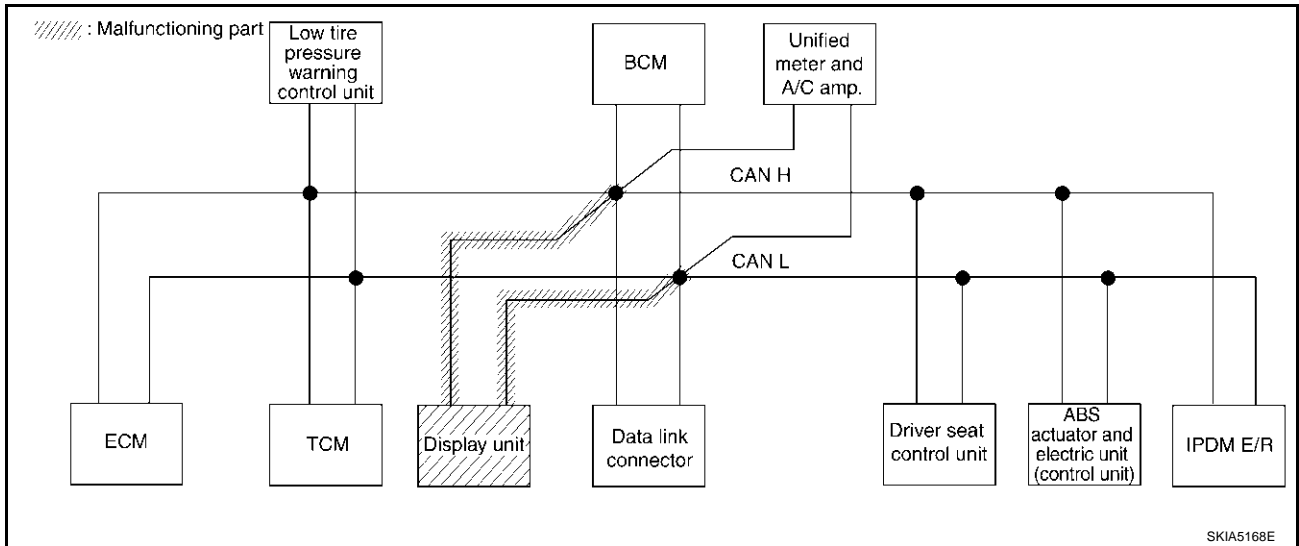 : Malfunctioning part
Low tire
pressure
warning
control unit
BCM
Unified
meter and
A/C amp.
CAN H
CAN L
ECM
TCM
Display unit
Data link
connector
Driver seat
control unit
ABS
actuator and
electric unit
(control unit)
IPDM E/R
SKIA5168E